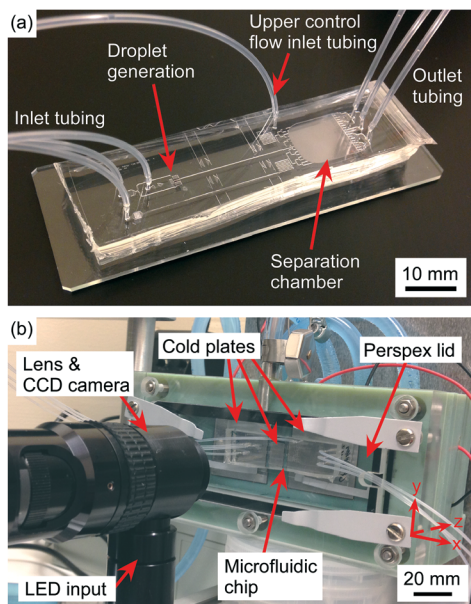 (a)
Droplet
generation
Upper control
flow inlet tubing
Outlet
tubing
Inlet tubing
Separation
chamber
10 mm
(b)
Lens &
CCD camera
Cold plates
Perspex lid
y
z
x
LED input
Microfluidic
chip
20 mm